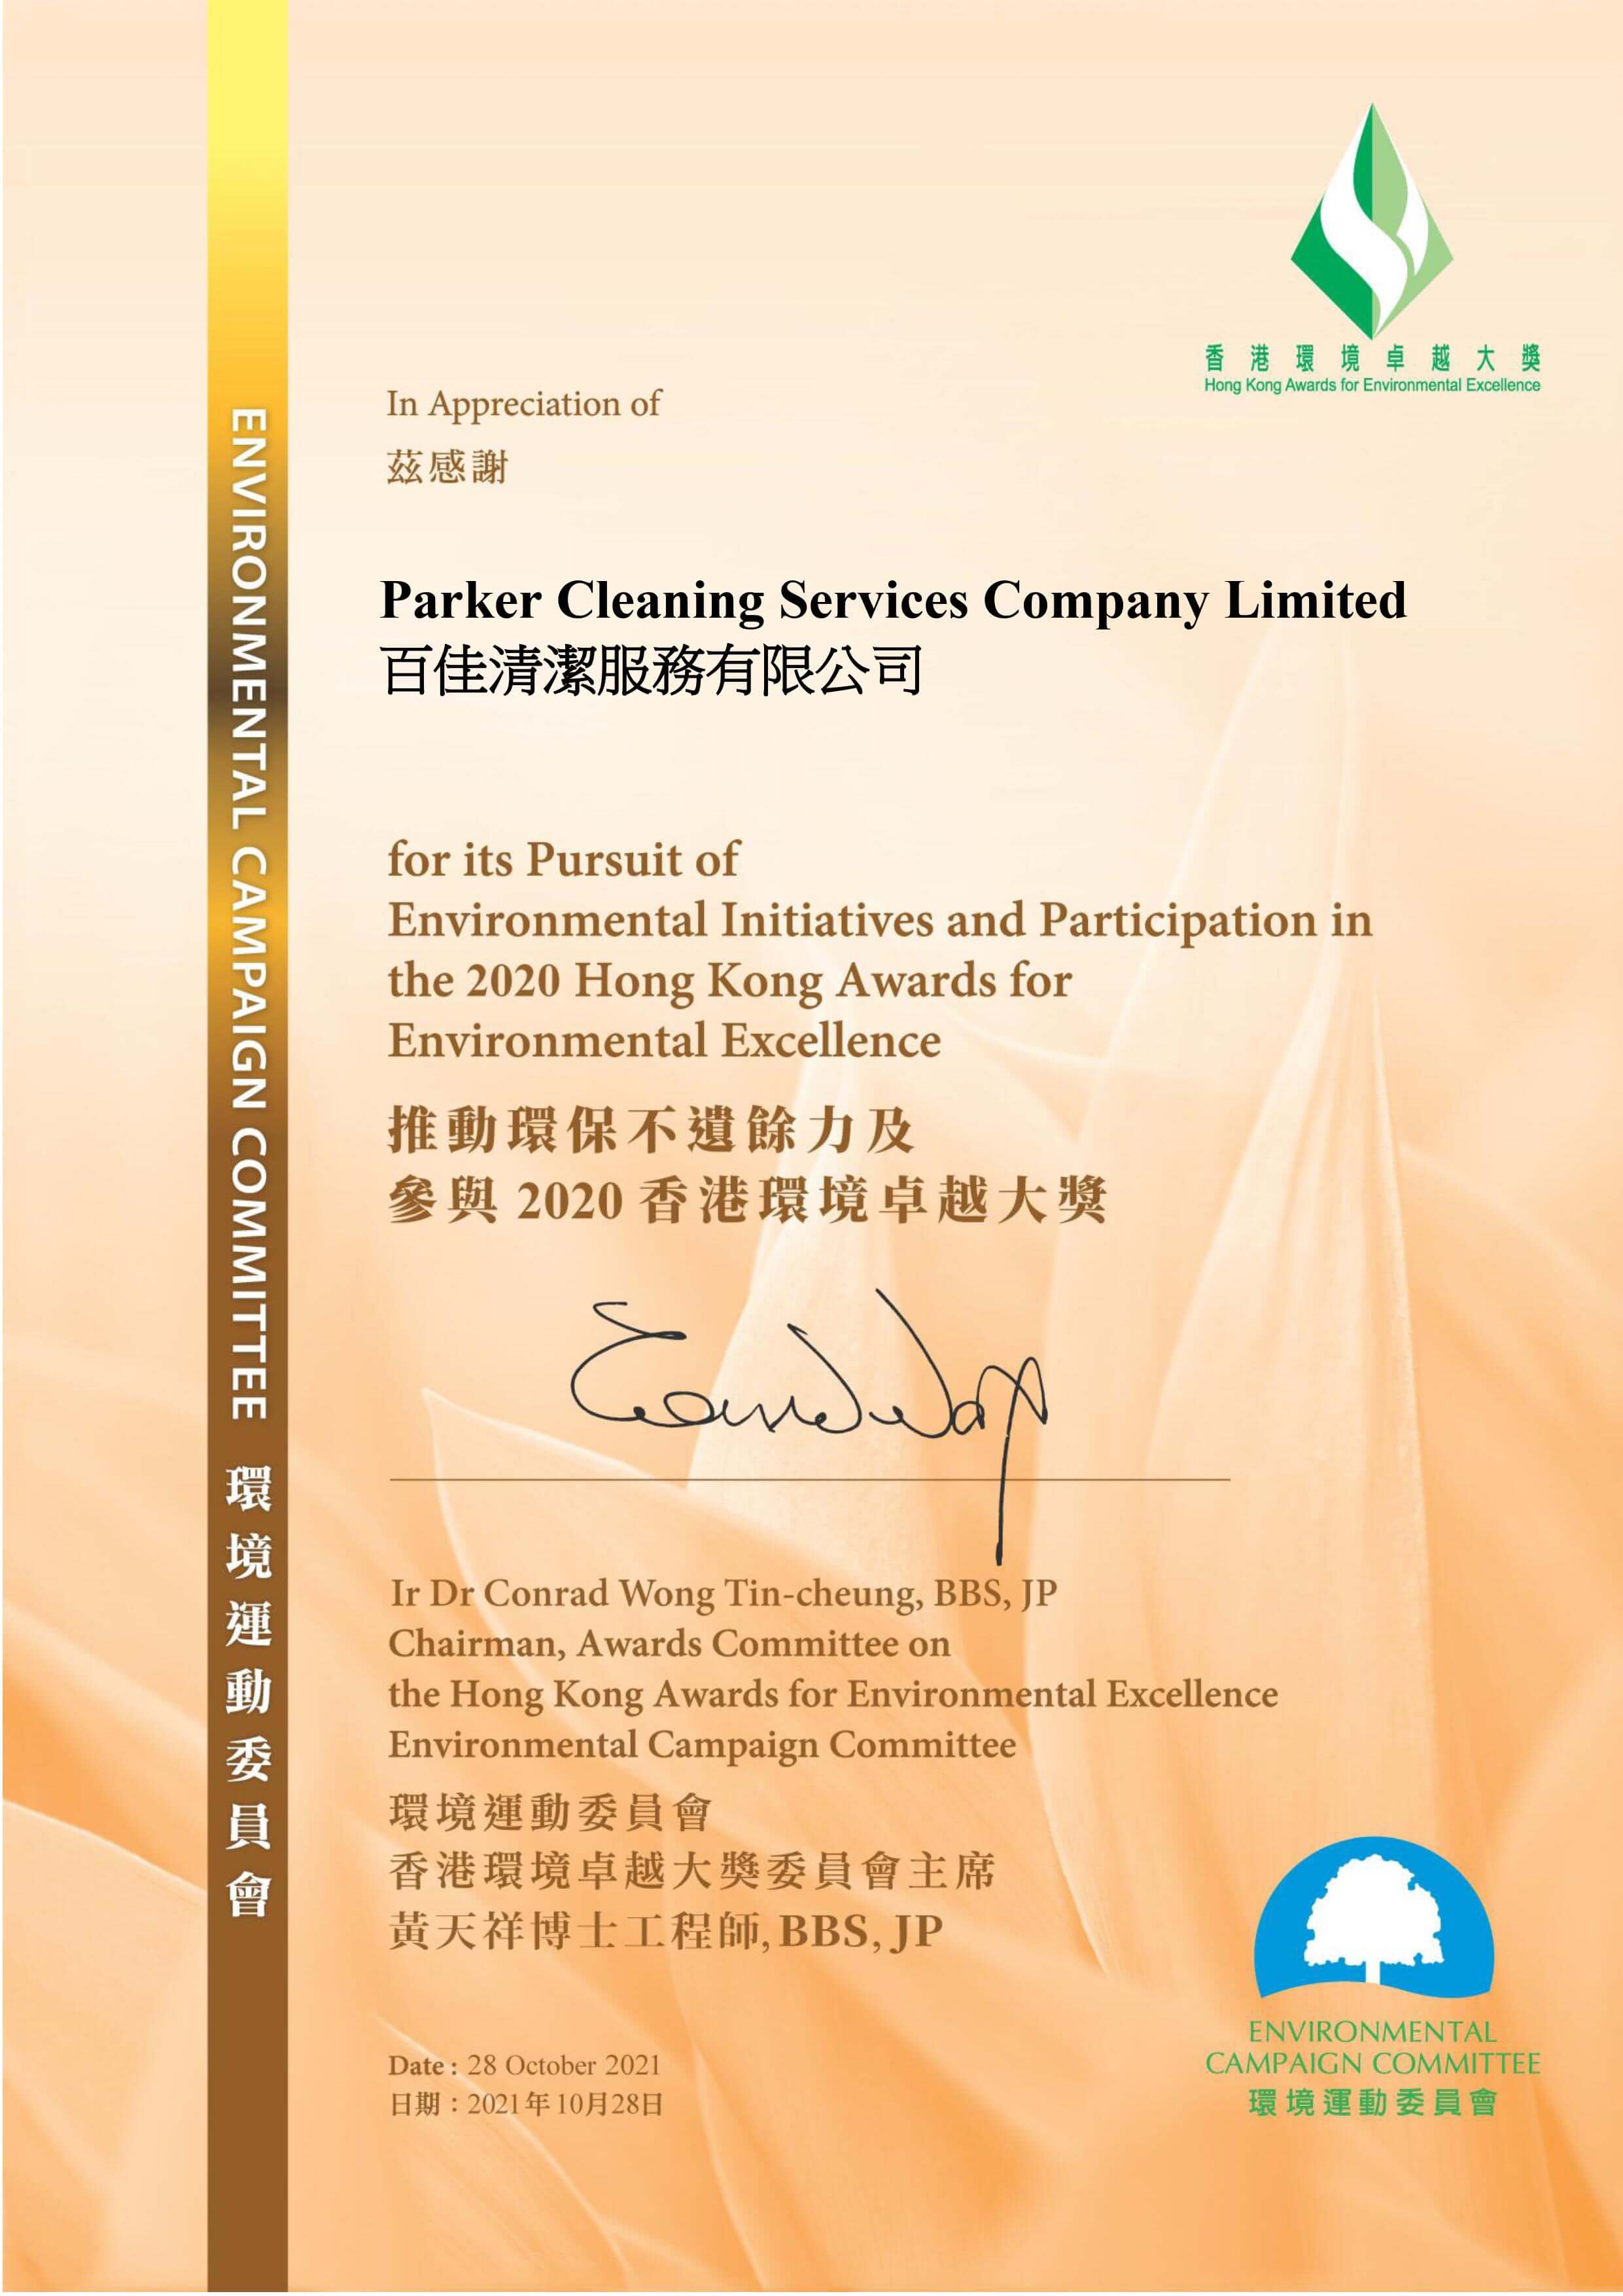 香港環境卓越大獎
Hong Kong Awards for Environmental Excellence
ENVIRONMENTAL CAMPAIGN COMMITTEE 環境運動委員會
In Appreciation of
茲感謝
Parker Cleaning Services Company Limited
百佳清潔服務有限公司
for its Pursuit of
Environmental Initiatives and Participation in
the 2020 Hong Kong Awards for
Environmental Excellence
推動環保不遺餘力及
參與 2020 香港環境卓越大獎
Ir Dr Conrad Wong Tin-cheung, BBS, JP
Chairman, Awards Committee on
the Hong Kong Awards for Environmental Excellence
Environmental Campaign Committee
環境運動委員會
香港環境卓越大獎委員會主席
黃天祥博士工程師, BBS, JP
Date : 28 October 2021
日期：2021年10月28日
ENVIRONMENTAL
CAMPAIGN COMMITTEE
環境運動委員會